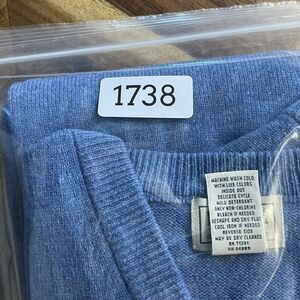 1738
MACHINE WASH COLD
WITH LIKE COLORS
INSIDE OUT
DELICATE CYCLE
MILD DETERGENT
ONLY NON-CHLORINE
BLEACH IF NEEDED
RESHAPE AND DRY FLAT
COOL IRON IF NEEDED
REVERSE SIDE
MAY BE DRY CLEANED
RN 71341